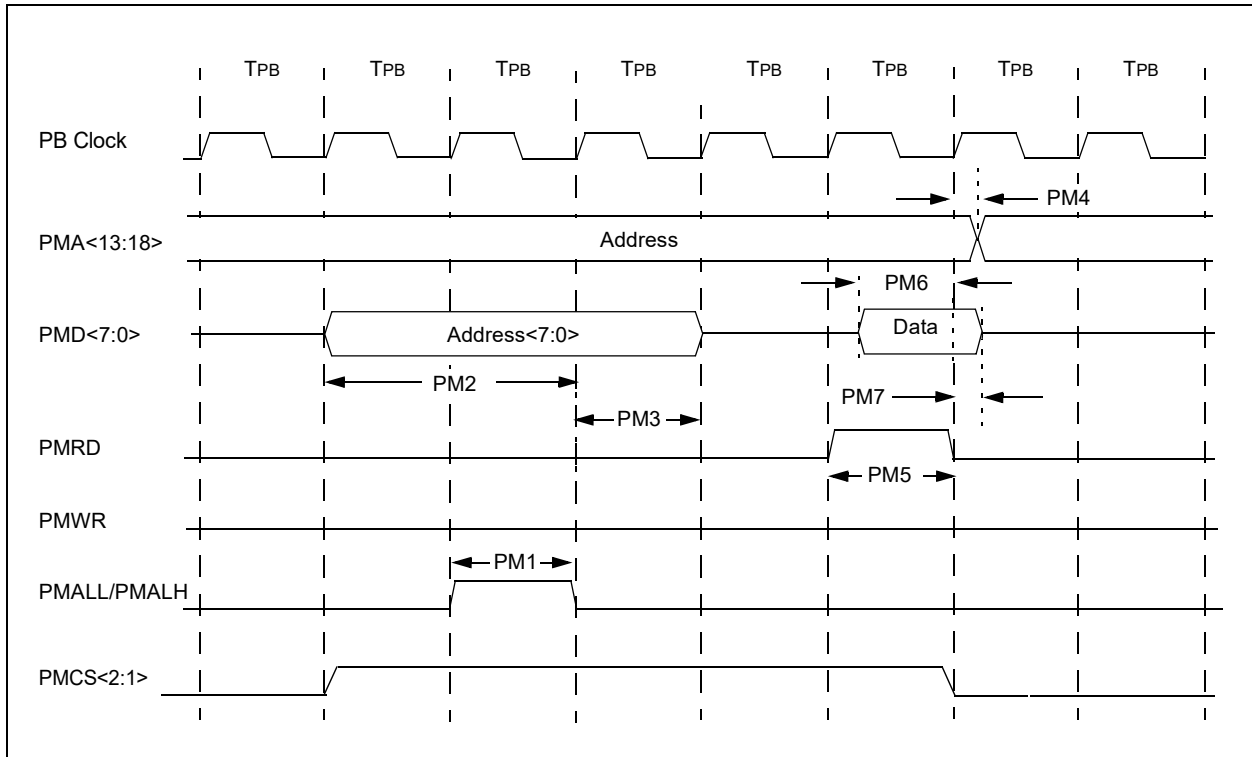 TPB TPB TPB TPB TPB TPB TPB TPB
PB Clock
PM4
PMA<13:18>
Address
PM6
PMD<7:0>
Address<7:0>
Data
PM2
PM7
PM3
PMRD
PM5
PMWR
PM1
PMALL/PMALH
PMCS<2:1>